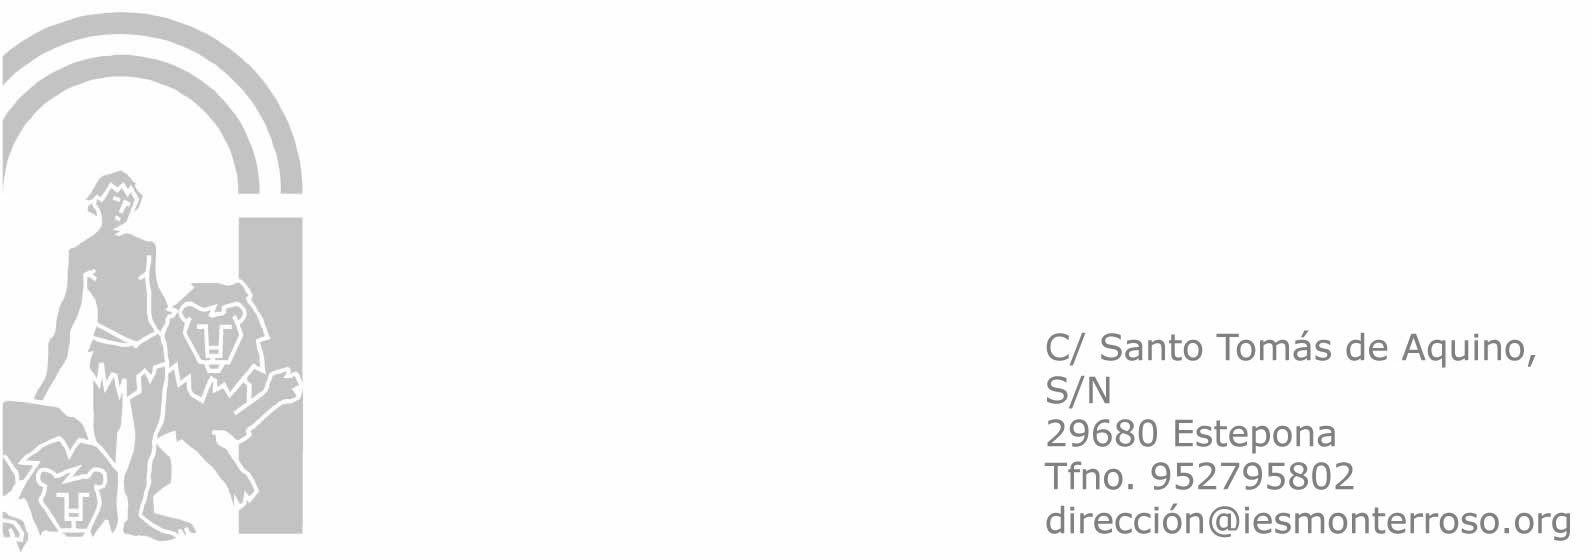 C/ Santo Tomás de Aquino,
S/N
29680 Estepona
Tfno. 952795802
dirección@iesmonterroso.org